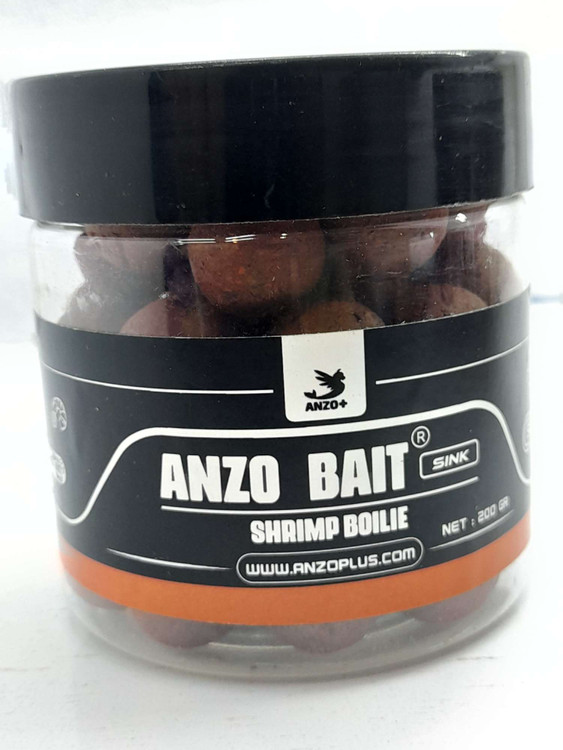 ANZO+
ANZO BAIT®
SINK
SHRIMP BOILIE
NET : 200 GR
WWW.ANZOPLUS.COM